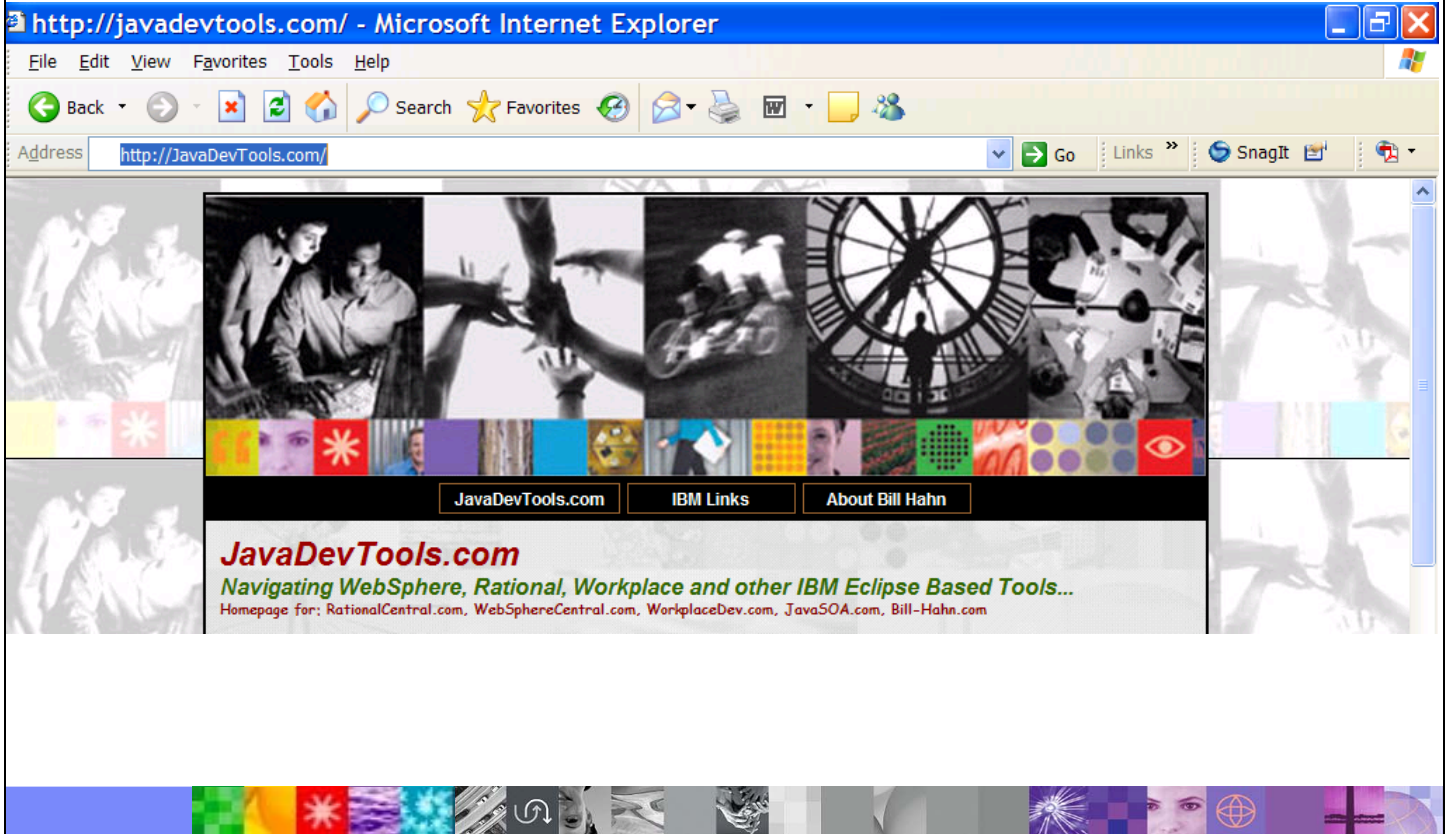 http://javadevtools.com/ - Microsoft Internet Explorer
File Edit View Favorites Tools Help
Back Search Favorites W
Address http://JavaDevTools.com/ Go Links » SnagIt
JavaDevTools.com IBM Links About Bill Hahn
JavaDevTools.com
Navigating WebSphere, Rational, Workplace and other IBM Eclipse Based Tools...
Homepage for: RationalCentral.com, WebSphereCentral.com, WorkplaceDev.com, JavaSOA.com, Bill-Hahn.com